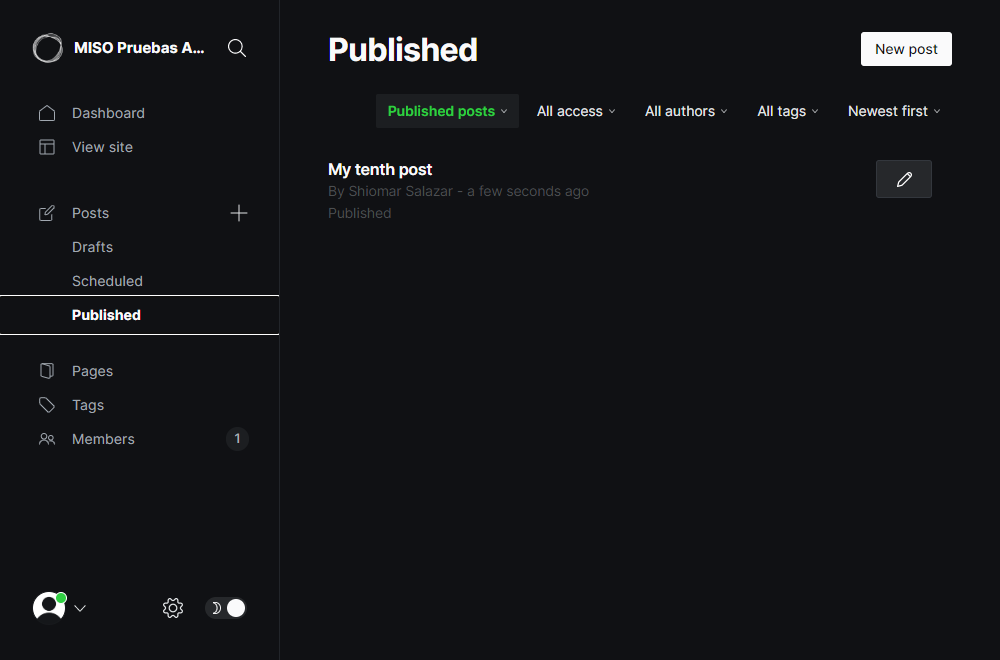 MISO Pruebas A...
Dashboard
View site
Posts
Drafts
Scheduled
Published
Pages
Tags
Members 1
Published
New post
Published posts All access All authors All tags Newest first
My tenth post
By Shiomar Salazar - a few seconds ago
Published